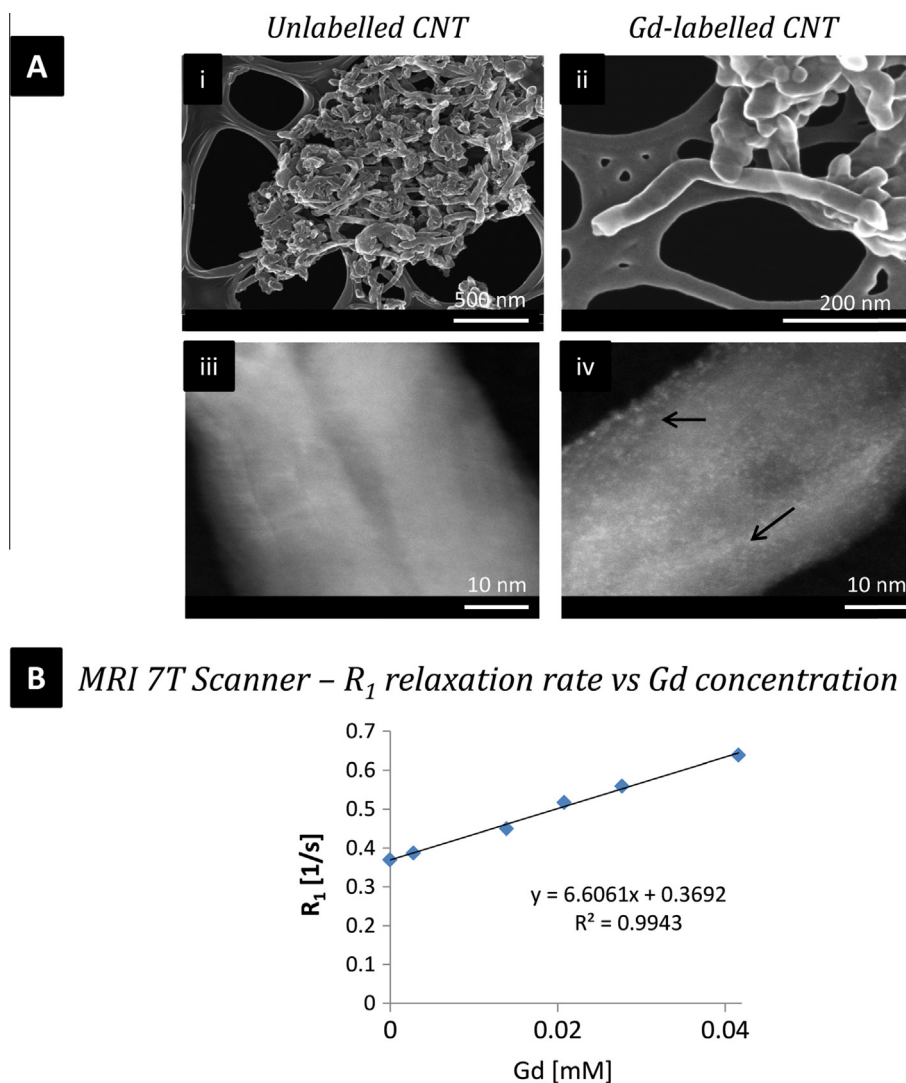 Unlabelled CNT
Gd-labelled CNT
A
i
500 nm
ii
200 nm
iii
10 nm
iv
10 nm
B
MRI 7T Scanner – R₁ relaxation rate vs Gd concentration
0.7
0.6
0.5
0.4
0.3
0.2
0.1
0
R₁ [1/s]
y = 6.6061x + 0.3692
R² = 0.9943
0
0.02
0.04
Gd [mM]